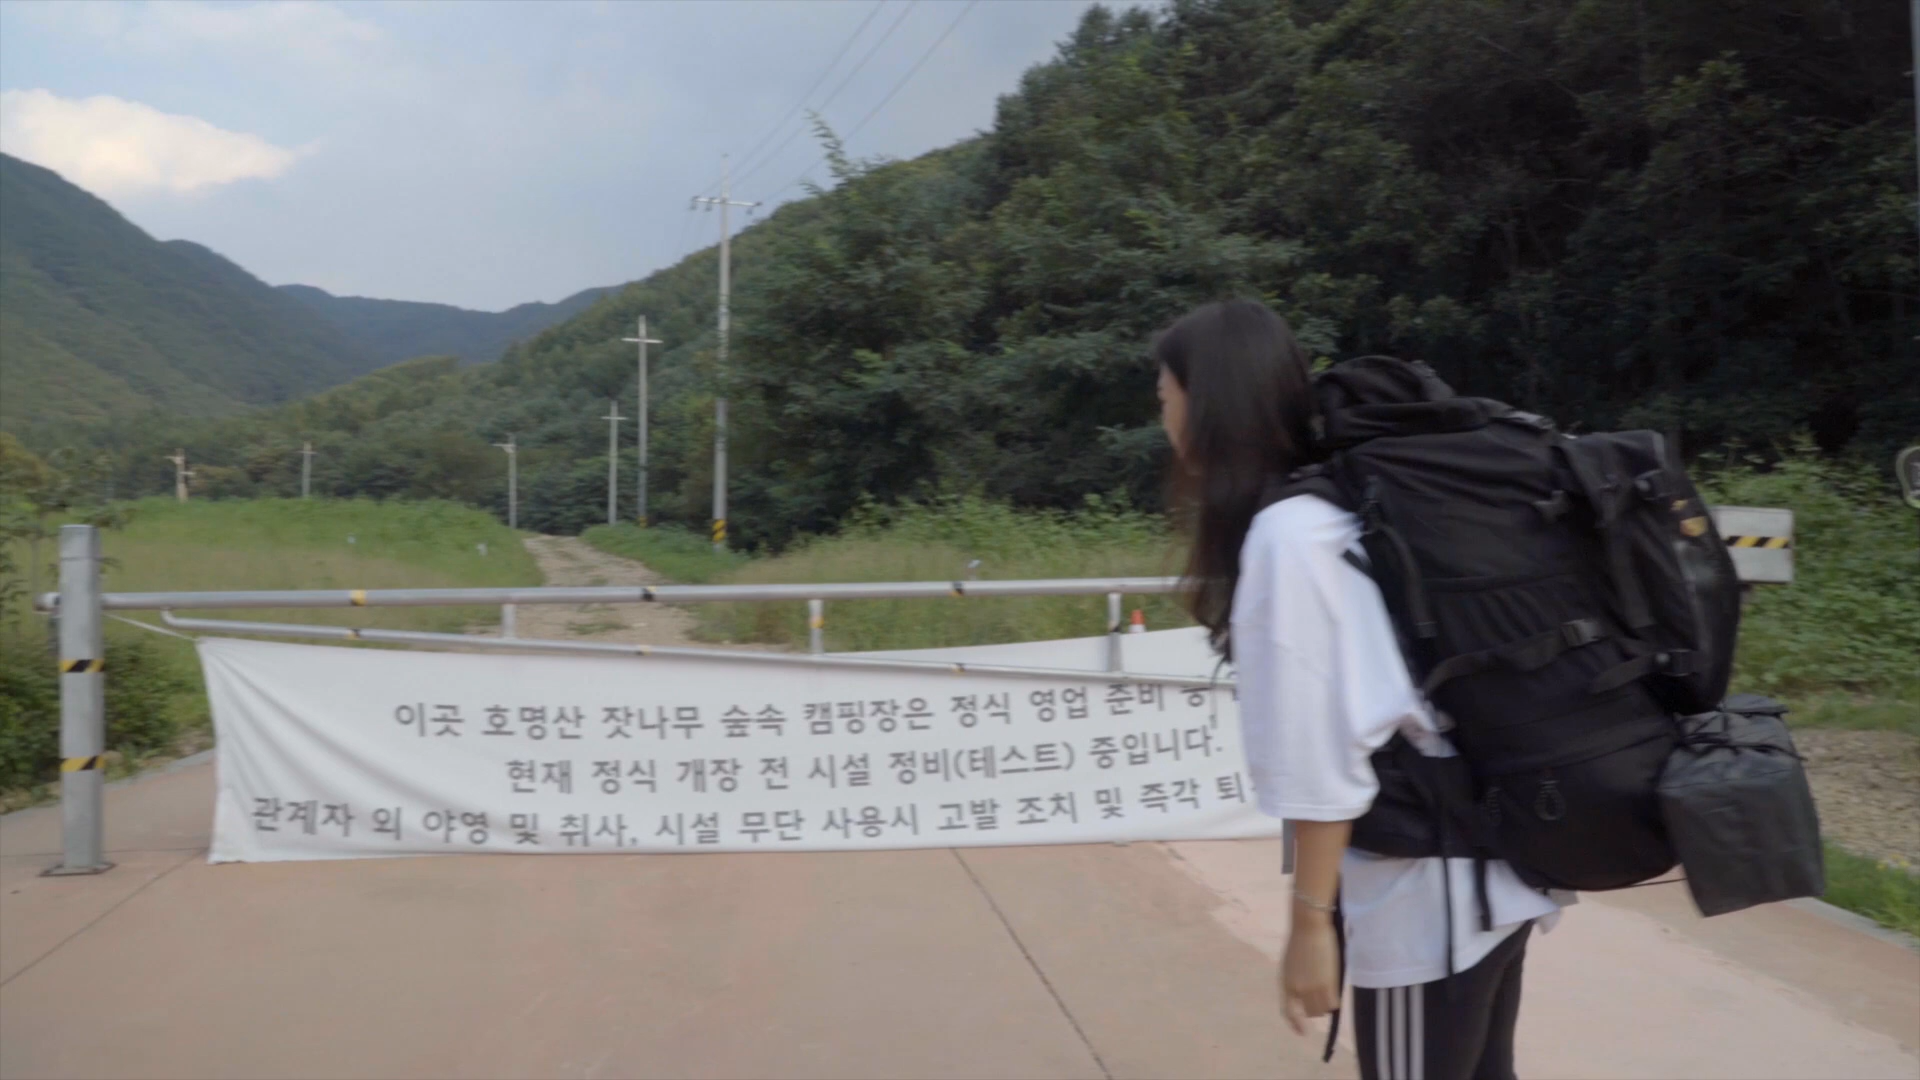 이곳 호명산 잣나무 숲속 캠핑장은 정식 영업 준비
현재 정식 개장 전 시설 정비(테스트) 중입니다.
관계자 외 야영 및 취사, 시설 무단 사용시 고발 조치 및 즉각